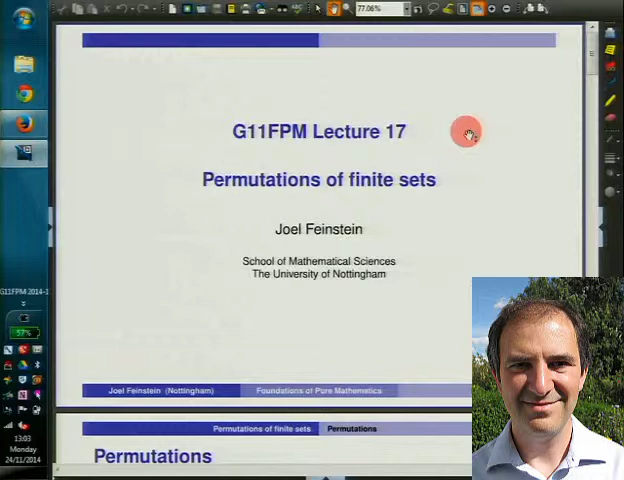 77.06%
G11FPM Lecture 17
Permutations of finite sets
Joel Feinstein
School of Mathematical Sciences
The University of Nottingham
G11FPM 2014-1
57%
Joel Feinstein (Nottingham)
Foundations of Pure Mathematics
13:03
Monday
24/11/2014
Permutations of finite sets
Permutations
Permutations